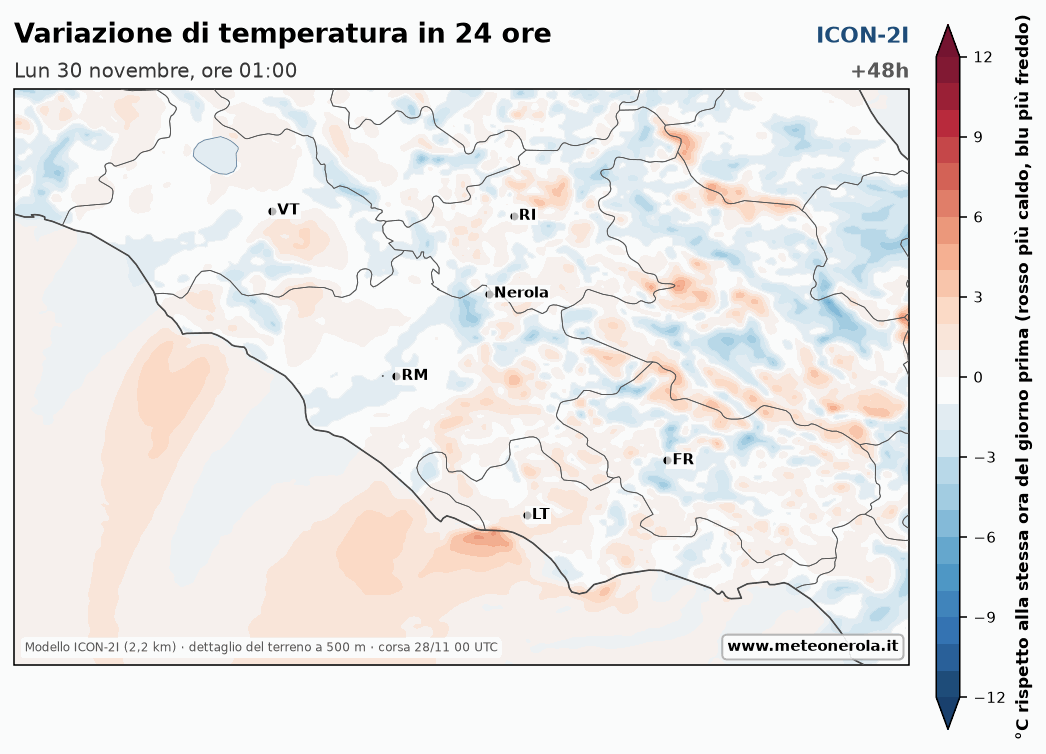 Variazione di temperatura in 24 ore
ICON-2I
Lun 30 novembre, ore 01:00
+48h
VT
RI
Nerola
RM
FR
LT
Modello ICON-2I (2,2 km) · dettaglio del terreno a 500 m · corsa 28/11 00 UTC
www.meteonerola.it
12
9
6
3
0
−3
−6
−9
−12
°C rispetto alla stessa ora del giorno prima (rosso più caldo, blu più freddo)